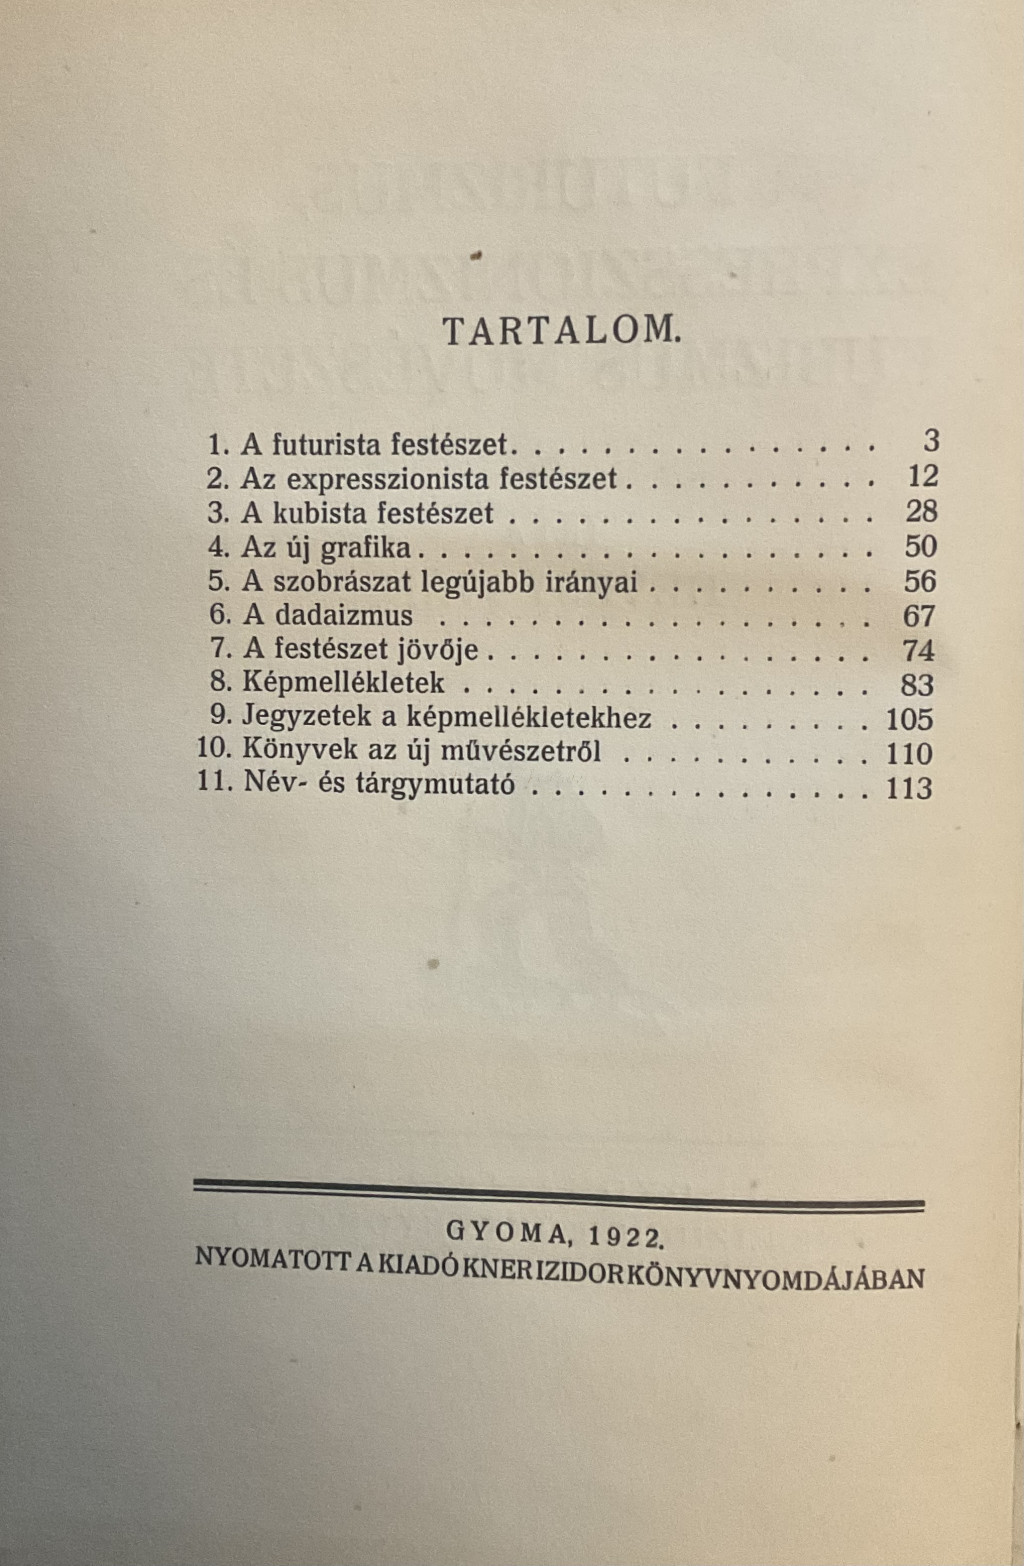 TARTALOM.
1. A futurista festészet. . . . . . . . . . . . . . . . 3
2. Az expresszionista festészet . . . . . . . . . . . 12
3. A kubista festészet . . . . . . . . . . . . . . . . 28
4. Az új grafika . . . . . . . . . . . . . . . . . . . . 50
5. A szobrászat legújabb irányai . . . . . . . . . . 56
6. A dadaizmus . . . . . . . . . . . . . . . . . . . 67
7. A festészet jövője . . . . . . . . . . . . . . . . . 74
8. Képmellékletek . . . . . . . . . . . . . . . . . . 83
9. Jegyzetek a képmellékletekhez . . . . . . . . . 105
10. Könyvek az új művészetről . . . . . . . . . . . 110
11. Név- és tárgymutató . . . . . . . . . . . . . . . 113
GYOMA, 1922.
NYOMATOTT A KIADÓ KNER IZIDOR KÖNYVNYOMDÁJÁBAN